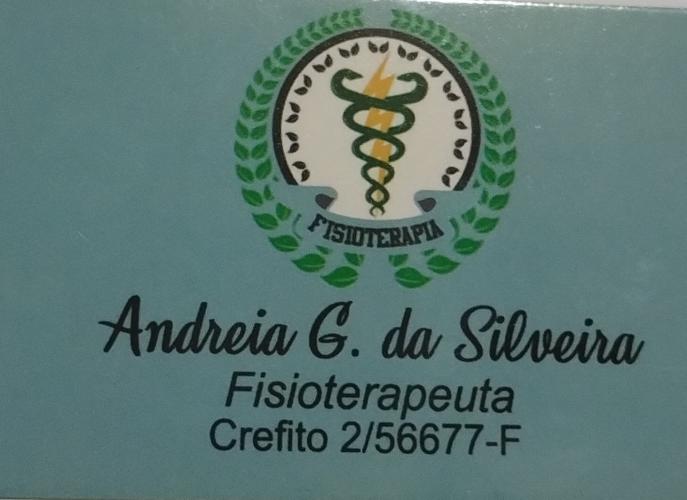 FISIOTERAPIA
Andreia G. da Silveira
Fisioterapeuta
Crefito 2/56677-F